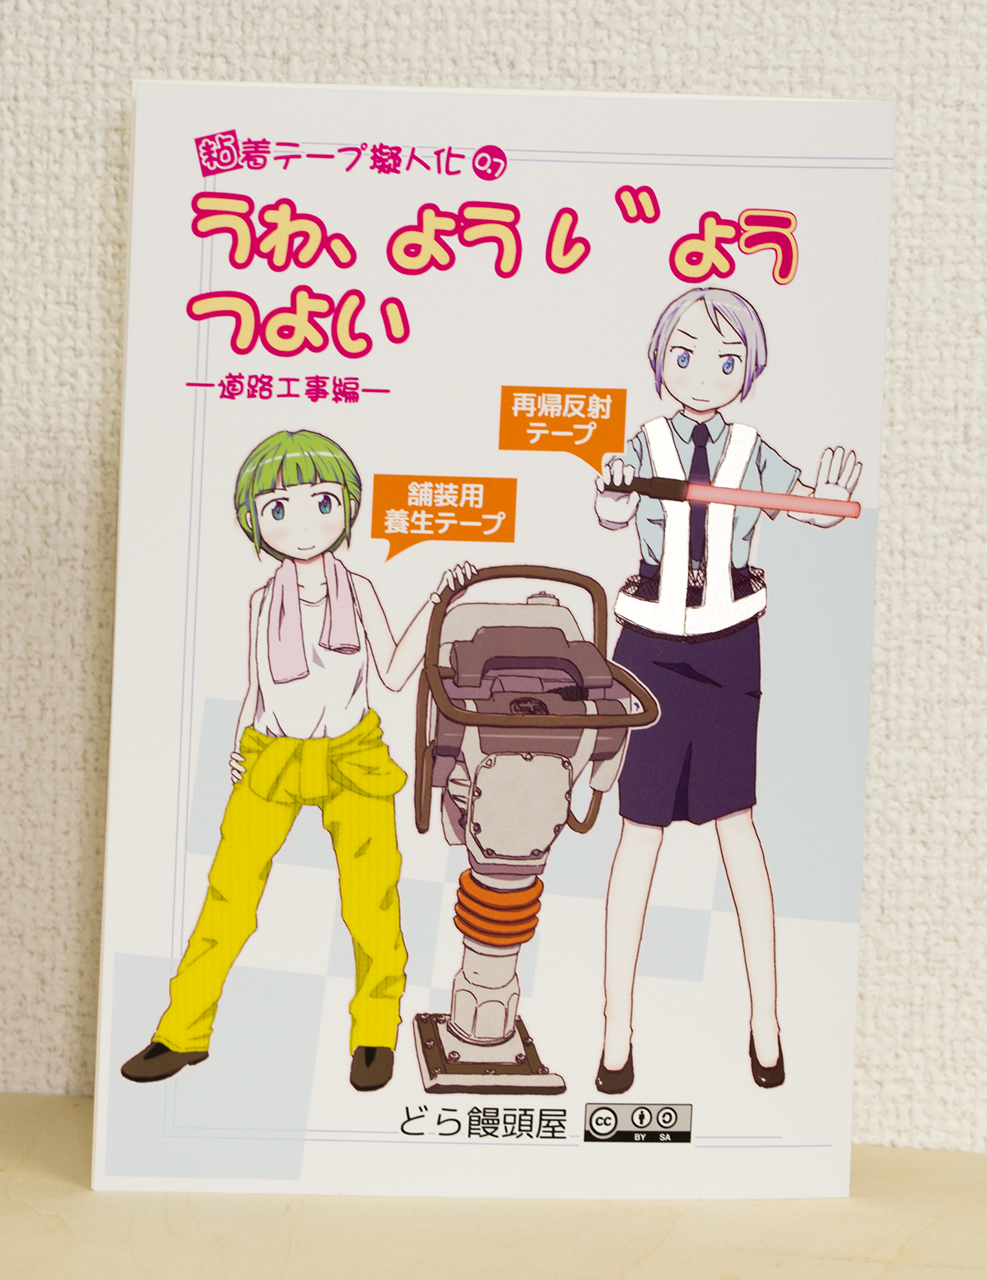 粘着テープ擬人化 0.7
うわ、ようじょう
つよい
―道路工事編―
再帰反射
テープ
舗装用
養生テープ
どら饅頭屋
cc
BY SA